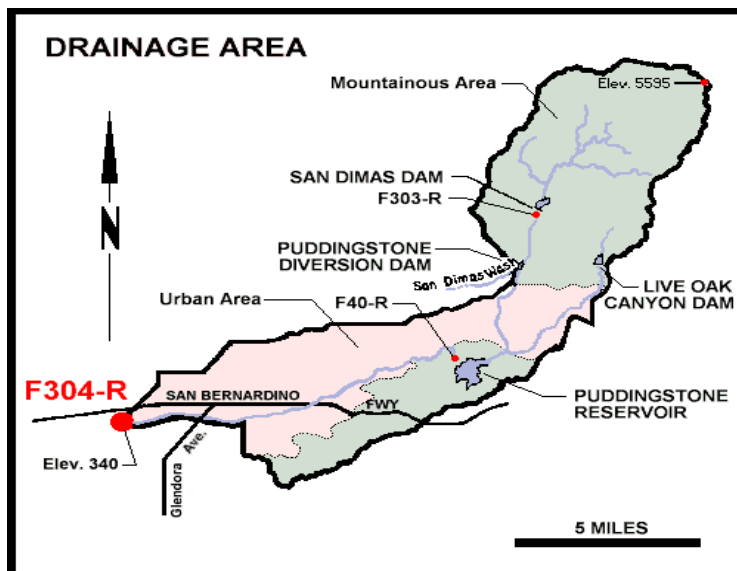 DRAINAGE AREA
Mountainous Area
Elev. 5595
SAN DIMAS DAM
F303-R
N
PUDDINGSTONE
DIVERSION DAM
San Dimas Wash
LIVE OAK
CANYON DAM
Urban Area
F40-R
F304-R
SAN BERNARDINO
FWY
PUDDINGSTONE
RESERVOIR
Elev. 340
Glendora
Ave.
5 MILES